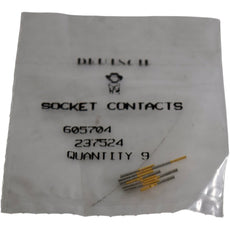 DEUTSCH
SOCKET CONTACTS
605704
237524
QUANTITY 9